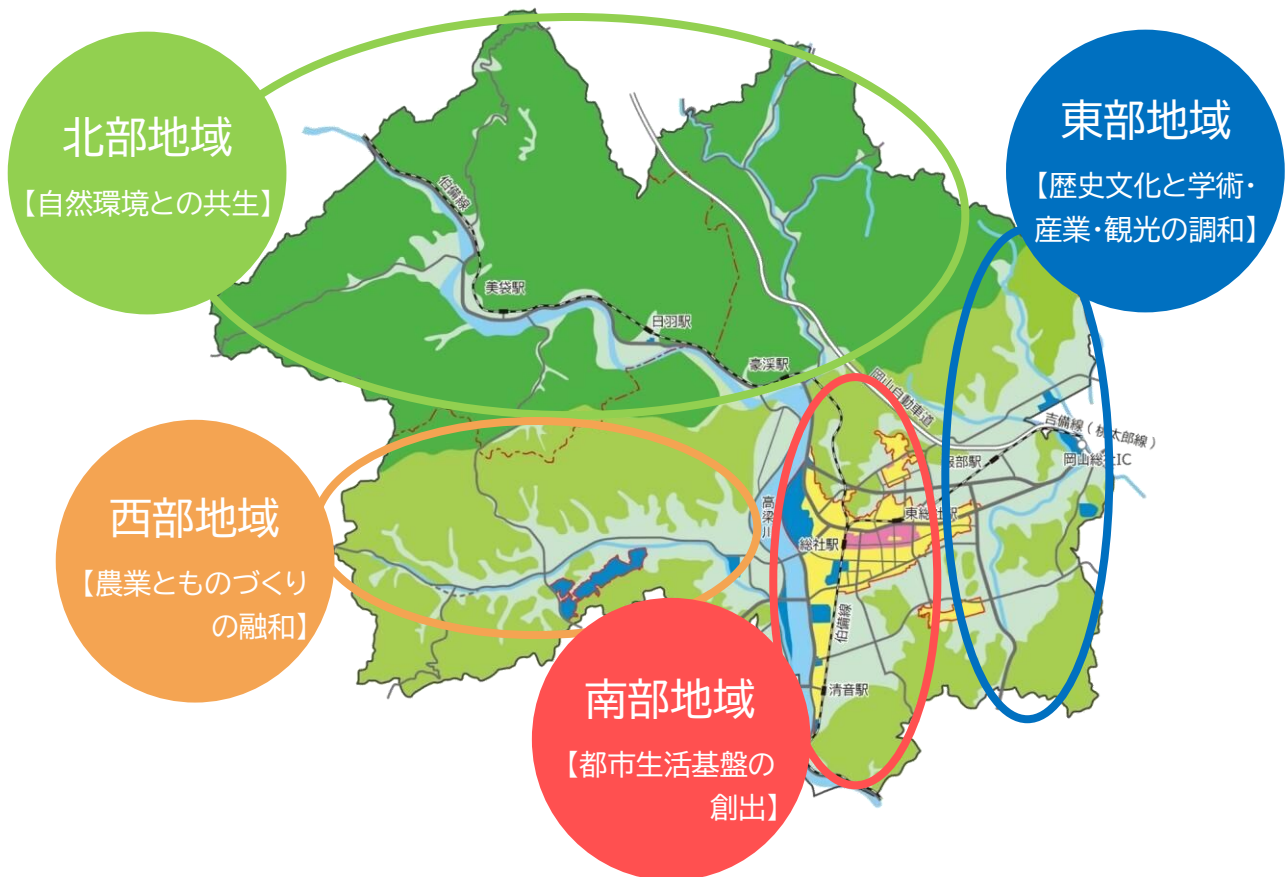 北部地域
【自然環境との共生】
東部地域
【歴史文化と学術・
産業・観光の調和】
西部地域
【農業とものづくり
の融和】
南部地域
【都市生活基盤の
創出】
伯備線
美袋駅
日羽駅
豪渓駅
岡山自動車道
吉備線(桃太郎線)
服部駅
岡山総社IC
高梁川
東総社駅
総社駅
伯備線
清音駅